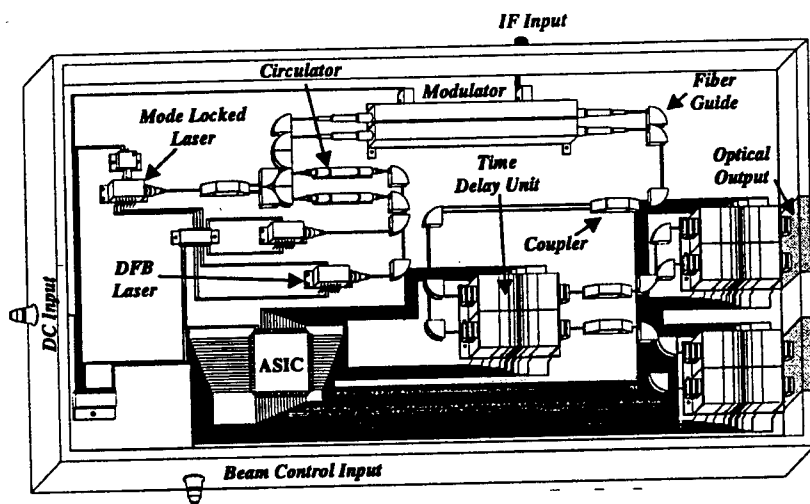 IF Input
Circulator
Modulator
Fiber
Guide
Mode Locked
Laser
Time
Delay Unit
Optical
Output
Coupler
DFB
Laser
DC Input
ASIC
Beam Control Input